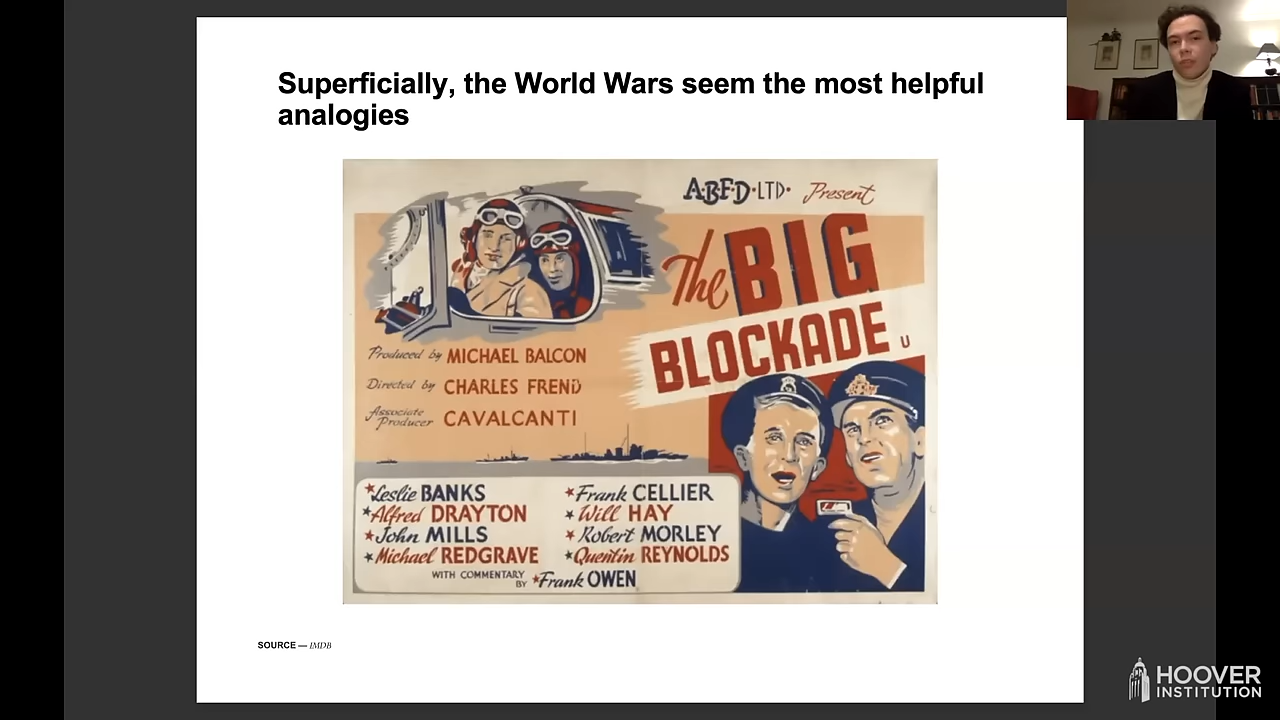 Superficially, the World Wars seem the most helpful
analogies
A·B·F·D·LTD· Present
The BIG
BLOCKADE U
Produced by MICHAEL BALCON
Directed by CHARLES FREND
Associate Producer CAVALCANTI
Leslie BANKS
Alfred DRAYTON
John MILLS
Michael REDGRAVE
Frank CELLIER
Will HAY
Robert MORLEY
Quentin REYNOLDS
WITH COMMENTARY BY Frank OWEN
SOURCE — IMDB
HOOVER
INSTITUTION